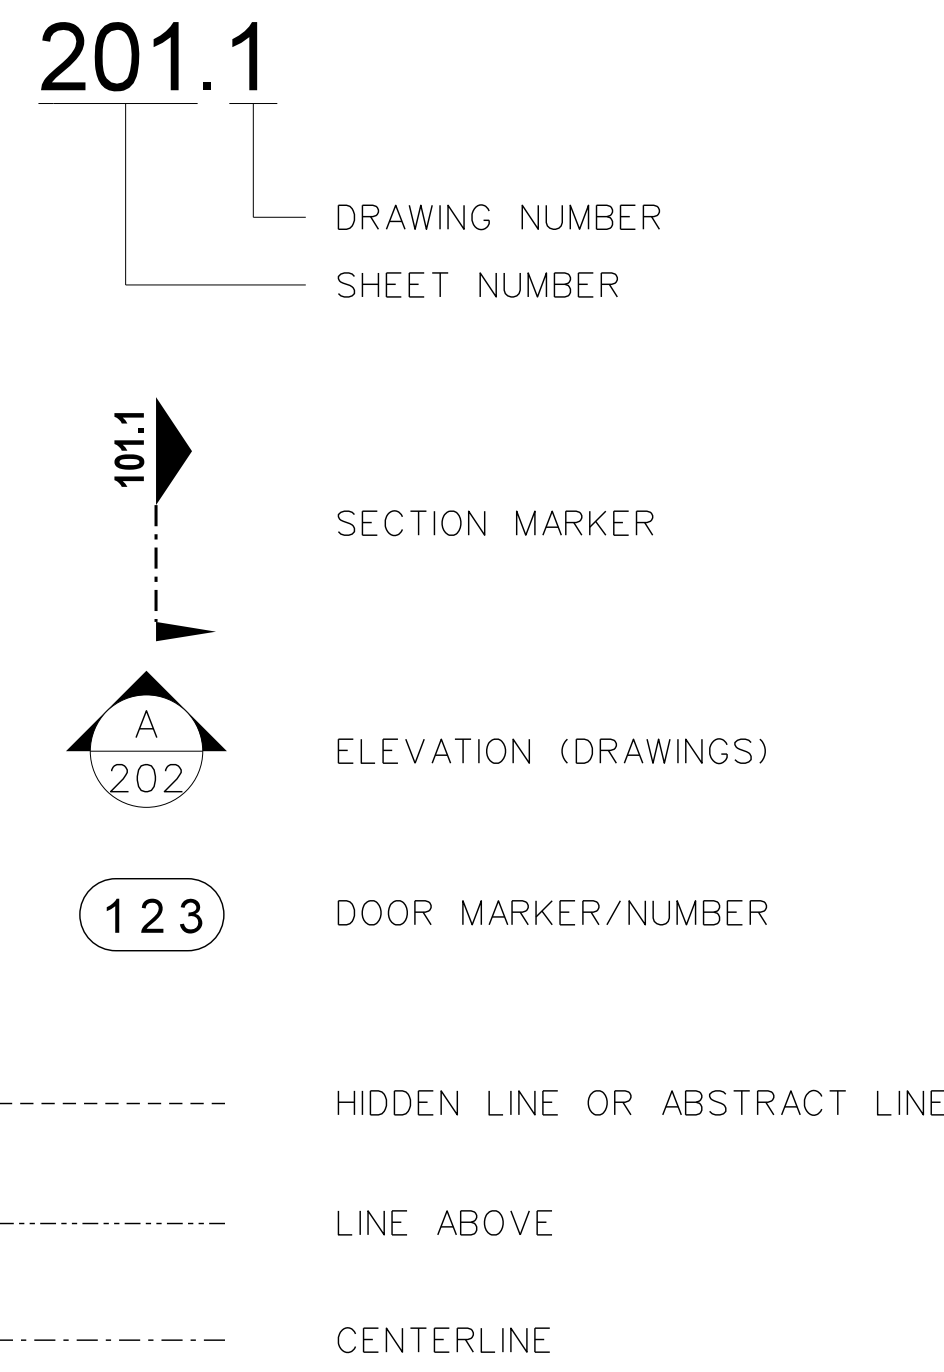 201.1
DRAWING NUMBER
SHEET NUMBER
101.1
SECTION MARKER
A
202
ELEVATION (DRAWINGS)
123
DOOR MARKER/NUMBER
HIDDEN LINE OR ABSTRACT LINE
LINE ABOVE
CENTERLINE